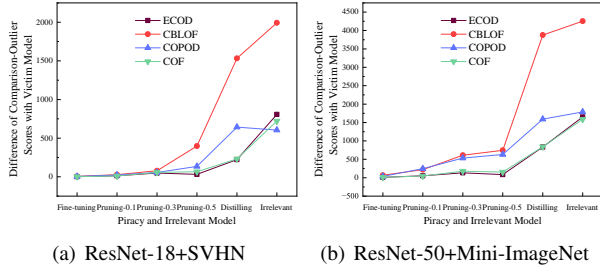 Difference of Comparison-Outlier
Scores with Victim Model
2000
1500
1000
500
0
ECOD
CBLOF
COPOD
COF
Fine-tuning Pruning-0.1 Pruning-0.3 Pruning-0.5 Distilling Irrelevant
Piracy and Irrelevant Model
(a) ResNet-18+SVHN
Difference of Comparison-Outlier
Scores with Victim Model
4500
4000
3500
3000
2500
2000
1500
1000
500
0
-500
ECOD
CBLOF
COPOD
COF
Fine-tuning Pruning-0.1 Pruning-0.3 Pruning-0.5 Distilling Irrelevant
Piracy and Irrelevant Model
(b) ResNet-50+Mini-ImageNet